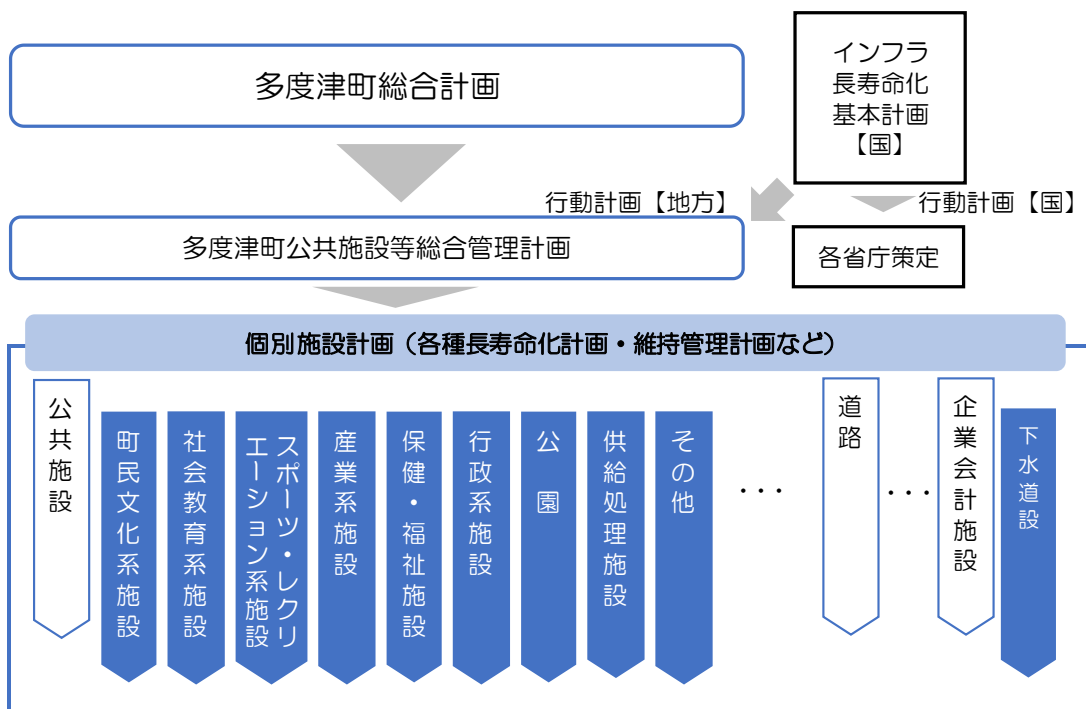 多度津町総合計画
インフラ
長寿命化
基本計画
【国】
行動計画【地方】
行動計画【国】
多度津町公共施設等総合管理計画
各省庁策定
個別施設計画（各種長寿命化計画・維持管理計画など）
公共施設
町民文化系施設
社会教育系施設
スポーツ・レクリ
エーション系施設
産業系施設
保健・福祉施設
行政系施設
公　園
供給処理施設
その他
・・・
道路
・・・
企業会計施設
下水道設